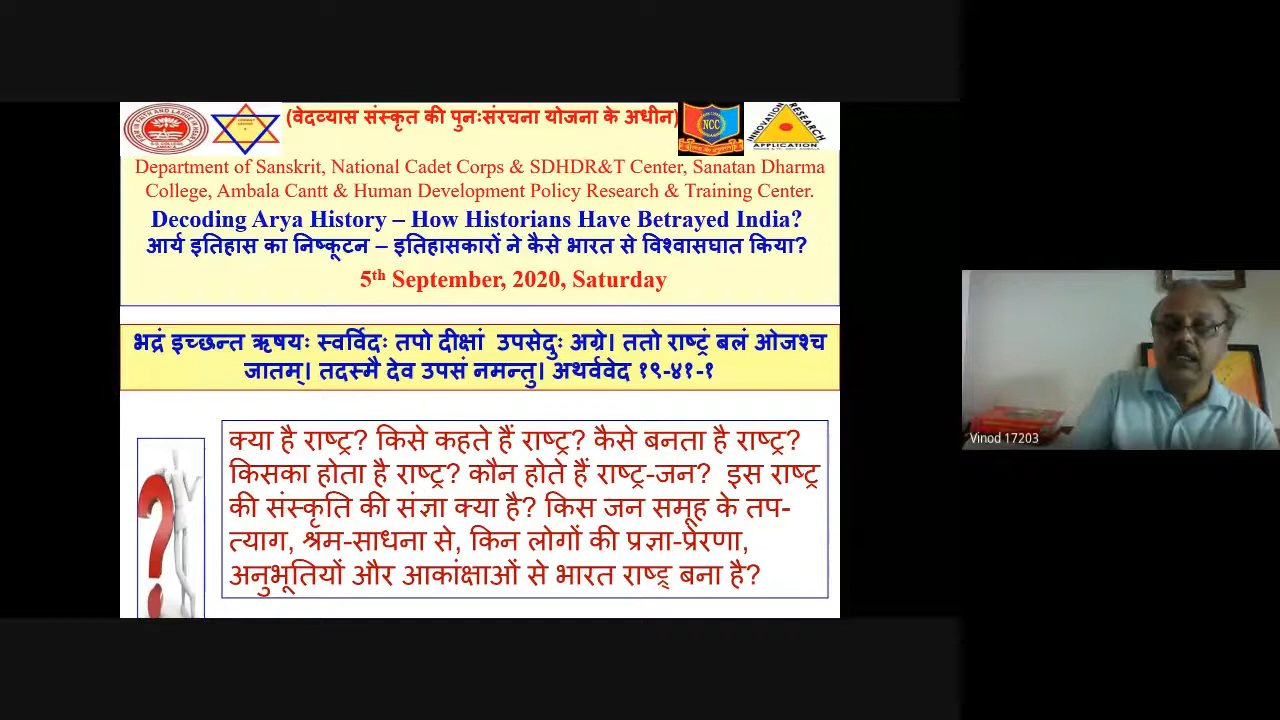 (वेदव्यास संस्कृत की पुनःसंरचना योजना के अधीन)
NCC
INNOVATION RESEARCH
APPLICATION
Department of Sanskrit, National Cadet Corps & SDHDR&T Center, Sanatan Dharma
College, Ambala Cantt & Human Development Policy Research & Training Center.
Decoding Arya History – How Historians Have Betrayed India?
आर्य इतिहास का निष्कूटन – इतिहासकारों ने कैसे भारत से विश्वासघात किया?
5th September, 2020, Saturday
भद्रं इच्छन्त ऋषयः स्वर्विदः तपो दीक्षां उपसेदुः अग्रे। ततो राष्ट्रं बलं ओजश्च
जातम्। तदस्मै देव उपसं नमन्तु। अथर्ववेद १९-४१-१
क्या है राष्ट्र? किसे कहते हैं राष्ट्र? कैसे बनता है राष्ट्र?
किसका होता है राष्ट्र? कौन होते हैं राष्ट्र-जन? इस राष्ट्र
की संस्कृति की संज्ञा क्या है? किस जन समूह के तप-
त्याग, श्रम-साधना से, किन लोगों की प्रज्ञा-प्रेरणा,
अनुभूतियों और आकांक्षाओं से भारत राष्ट्र बना है?
Vinod 17203